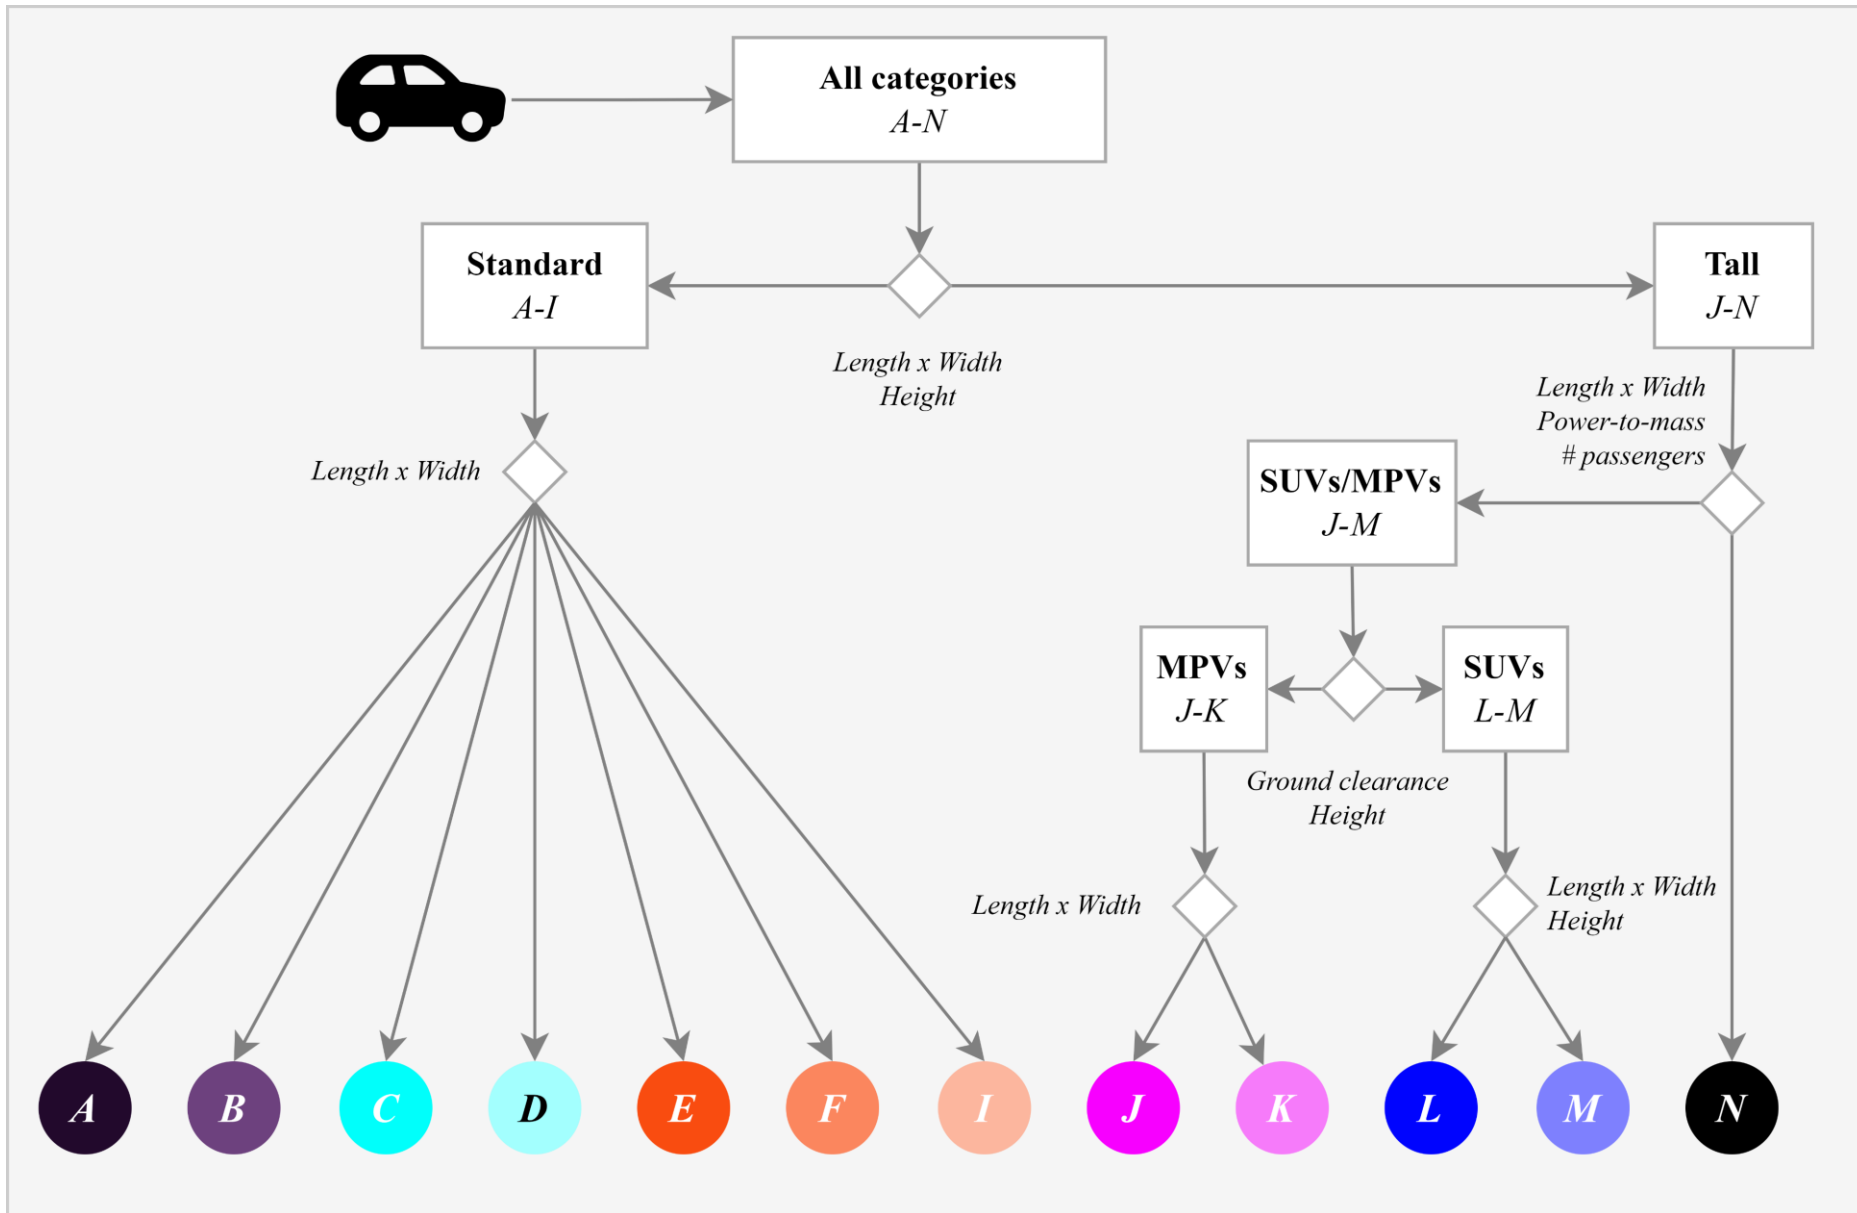 All categories
A-N
Standard
A-I
Tall
J-N
Length x Width
Height
Length x Width
Power-to-mass
# passengers
Length x Width
SUVs/MPVs
J-M
MPVs
J-K
SUVs
L-M
Ground clearance
Height
Length x Width
Length x Width
Height
A
B
C
D
E
F
I
J
K
L
M
N